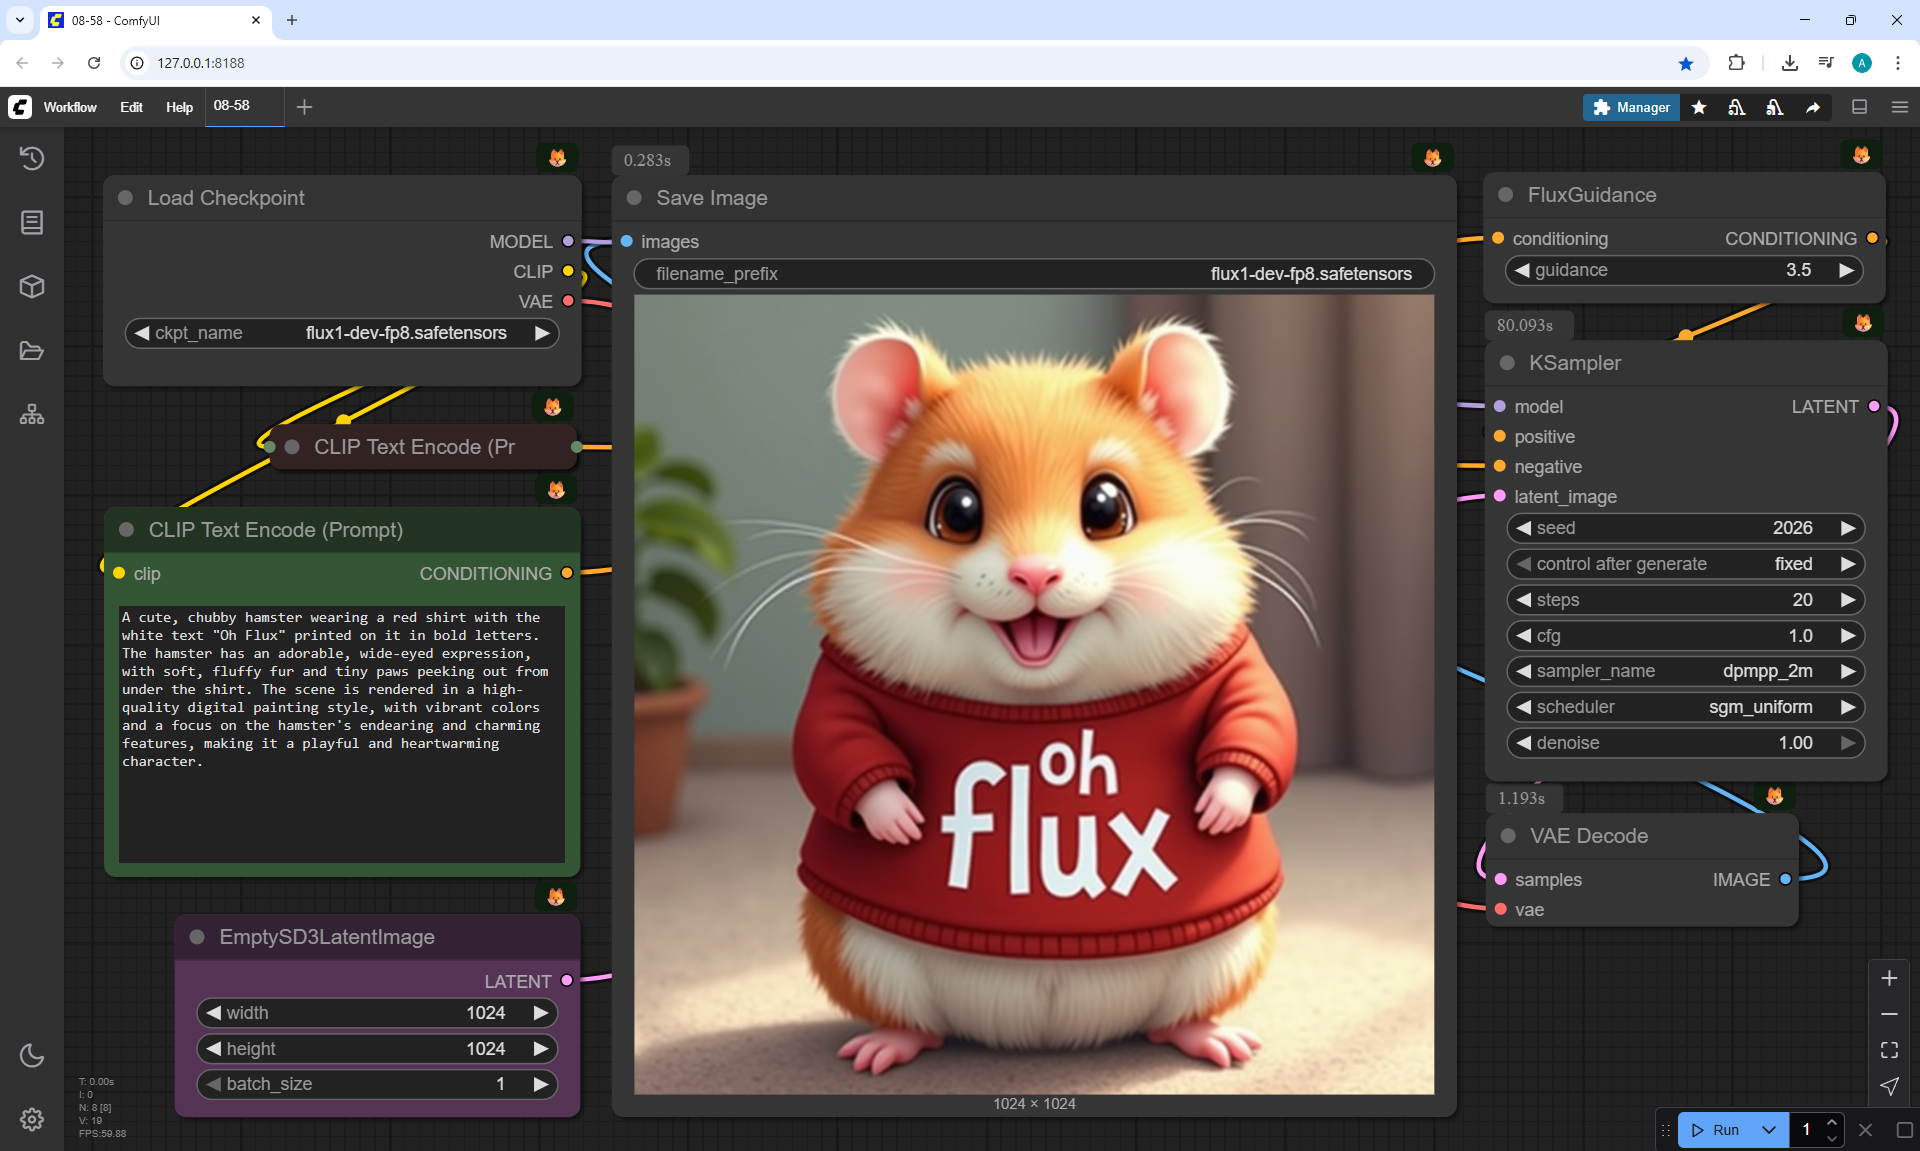 08-58 - ComfyUI
127.0.0.1:8188
A
Workflow Edit Help 08-58
Manager
Load Checkpoint
MODEL
CLIP
VAE
ckpt_name flux1-dev-fp8.safetensors
CLIP Text Encode (Pr
CLIP Text Encode (Prompt)
clip CONDITIONING
A cute, chubby hamster wearing a red shirt with the
white text "Oh Flux" printed on it in bold letters.
The hamster has an adorable, wide-eyed expression,
with soft, fluffy fur and tiny paws peeking out from
under the shirt. The scene is rendered in a high-
quality digital painting style, with vibrant colors
and a focus on the hamster's endearing and charming
features, making it a playful and heartwarming
character.
EmptySD3LatentImage
LATENT
width 1024
height 1024
batch_size 1
T: 0.00s
I: 0
N: 8 [8]
V: 19
FPS:59.88
0.283s
Save Image
images
filename_prefix flux1-dev-fp8.safetensors
oh
flux
1024 × 1024
FluxGuidance
conditioning CONDITIONING
guidance 3.5
80.093s
KSampler
model LATENT
positive
negative
latent_image
seed 2026
control after generate fixed
steps 20
cfg 1.0
sampler_name dpmpp_2m
scheduler sgm_uniform
denoise 1.00
1.193s
VAE Decode
samples IMAGE
vae
Run 1